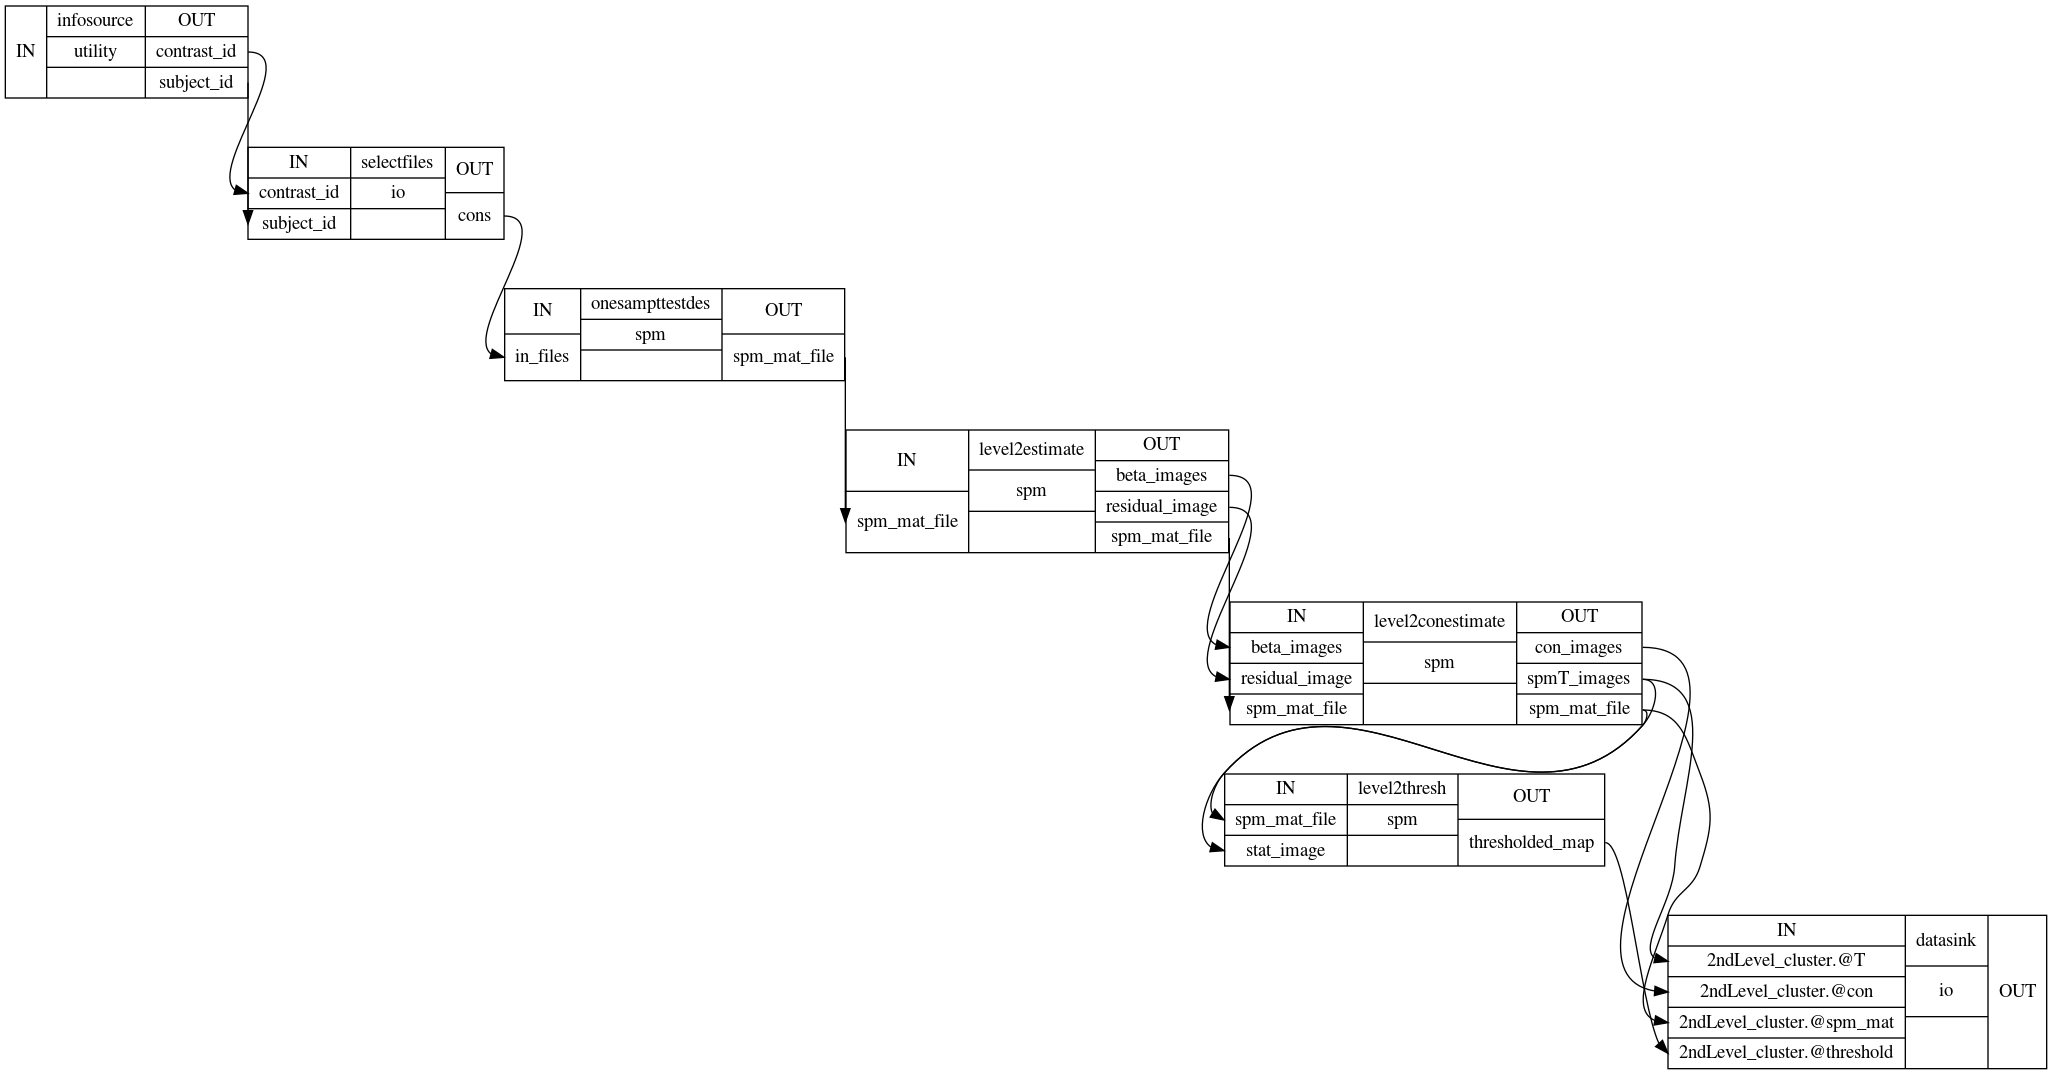 IN
infosource
utility
OUT
contrast_id
subject_id
IN
contrast_id
subject_id
selectfiles
io
OUT
cons
IN
in_files
onesampttestdes
spm
OUT
spm_mat_file
IN
spm_mat_file
level2estimate
spm
OUT
beta_images
residual_image
spm_mat_file
IN
beta_images
residual_image
spm_mat_file
level2conestimate
spm
OUT
con_images
spmT_images
spm_mat_file
IN
spm_mat_file
stat_image
level2thresh
spm
OUT
thresholded_map
IN
2ndLevel_cluster.@T
2ndLevel_cluster.@con
2ndLevel_cluster.@spm_mat
2ndLevel_cluster.@threshold
datasink
io
OUT